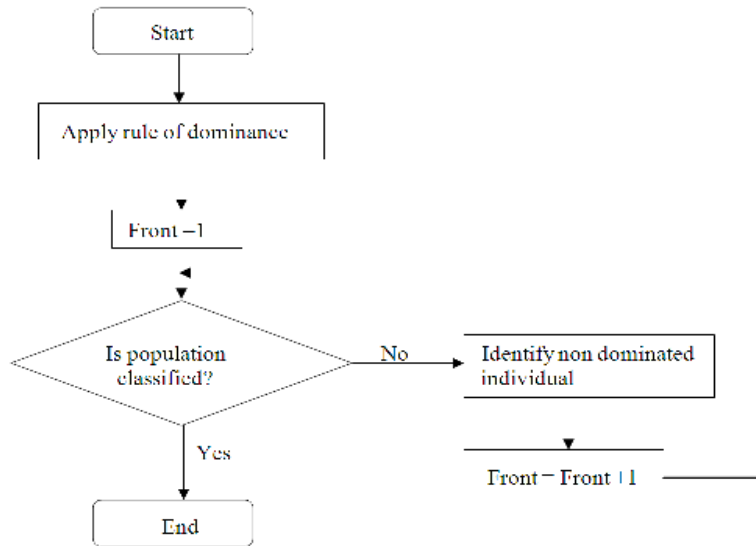 Start
Apply rule of dominance
Front =1
Is population
classified?
No
Identify non dominated
individual
Yes
Front = Front +1
End